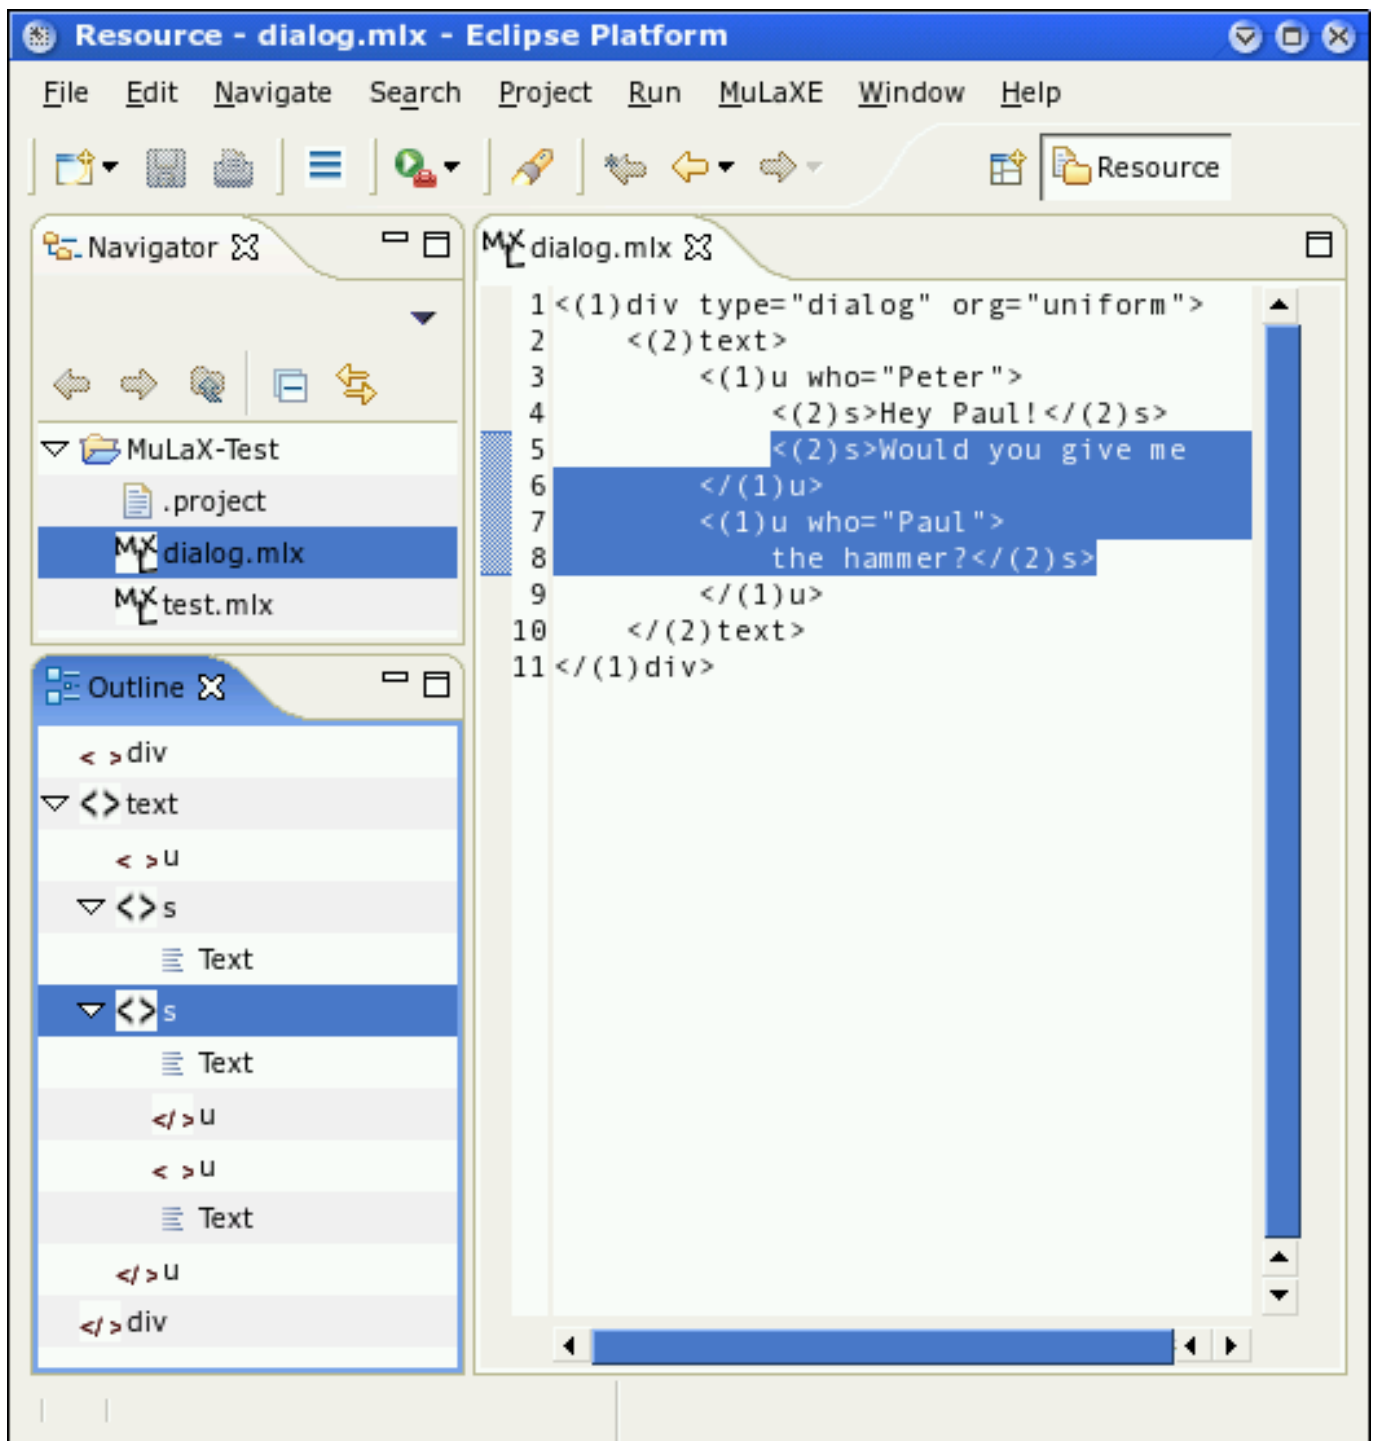 Resource - dialog.mlx - Eclipse Platform
File Edit Navigate Search Project Run MuLaXE Window Help
Resource
Navigator
MuLaX-Test
.project
MLX dialog.mlx
MLX test.mlx
Outline
< > div
<> text
< > u
<> s
Text
<> s
Text
</> u
< > u
Text
</> u
</> div
MLX dialog.mlx
1 <(1)div type="dialog" org="uniform">
2 <(2)text>
3 <(1)u who="Peter">
4 <(2)s>Hey Paul!</(2)s>
5 <(2)s>Would you give me
6 </(1)u>
7 <(1)u who="Paul">
8 the hammer?</(2)s>
9 </(1)u>
10 </(2)text>
11 </(1)div>